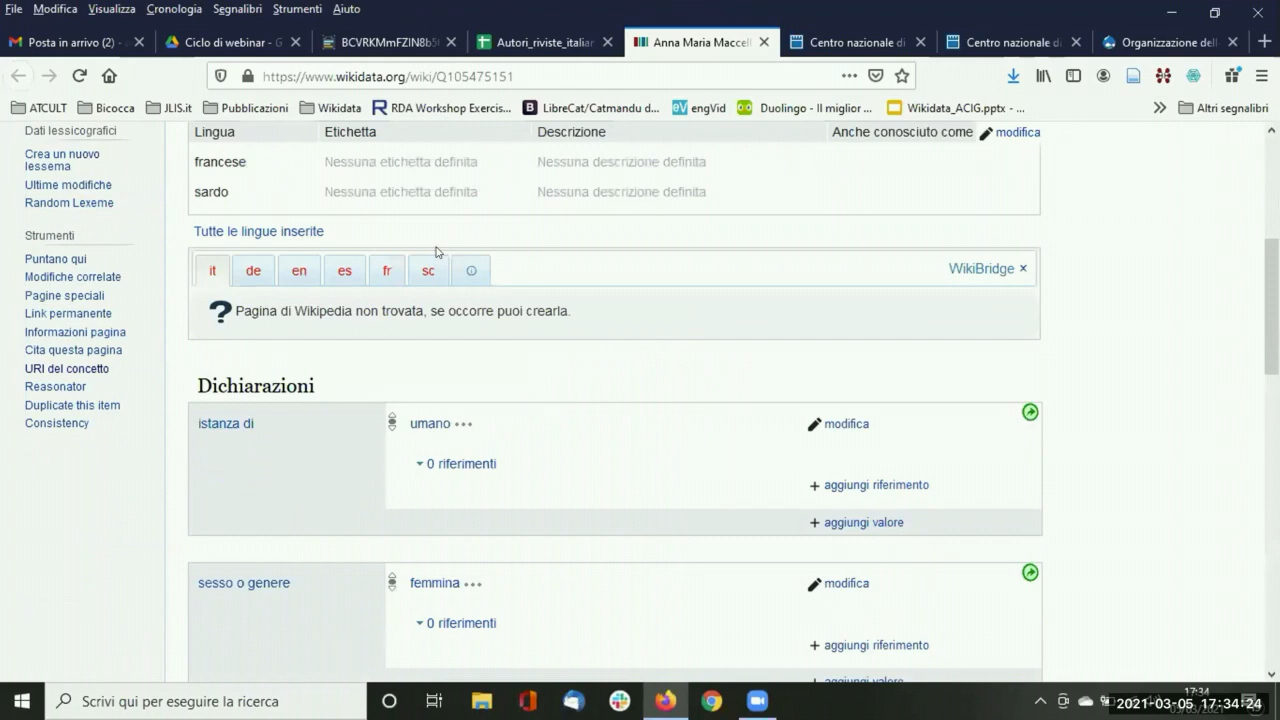 File Modifica Visualizza Cronologia Segnalibri Strumenti Aiuto
Posta in arrivo (2) - Ciclo di webinar - G BCVRKMmFZIN8b5 Autori_riviste_italiar Anna Maria Maccel Centro nazionale di Centro nazionale di Organizzazione dell
https://www.wikidata.org/wiki/Q105475151
ATCULT Bicocca JLIS.it Pubblicazioni Wikidata RDA Workshop Exercis... LibreCat/Catmandu d... engVid Duolingo - Il miglior ... Wikidata_ACIG.pptx - ... Altri segnalibri
Dati lessicografici
Crea un nuovo
lessema
Ultime modifiche
Random Lexeme
Strumenti
Puntano qui
Modifiche correlate
Pagine speciali
Link permanente
Informazioni pagina
Cita questa pagina
URI del concetto
Reasonator
Duplicate this item
Consistency
Lingua Etichetta Descrizione Anche conosciuto come modifica
francese Nessuna etichetta definita Nessuna descrizione definita
sardo Nessuna etichetta definita Nessuna descrizione definita
Tutte le lingue inserite
it de en es fr sc WikiBridge ×
Pagina di Wikipedia non trovata, se occorre puoi crearla.
Dichiarazioni
istanza di umano modifica
0 riferimenti
+ aggiungi riferimento
+ aggiungi valore
sesso o genere femmina modifica
0 riferimenti
+ aggiungi riferimento
+ aggiungi valore
Scrivi qui per eseguire la ricerca
17:34
2021-03-05 17:34:24